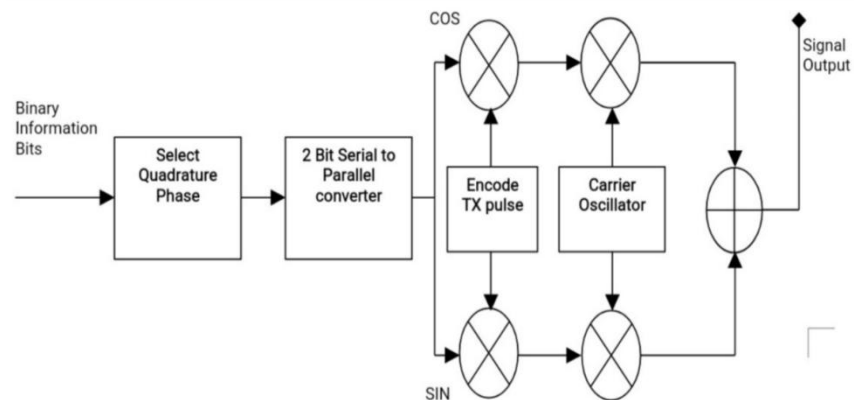 COS
Signal
Output
Binary
Information
Bits
Select
Quadrature
Phase
2 Bit Serial to
Parallel
converter
Encode
TX pulse
Carrier
Oscillator
SIN